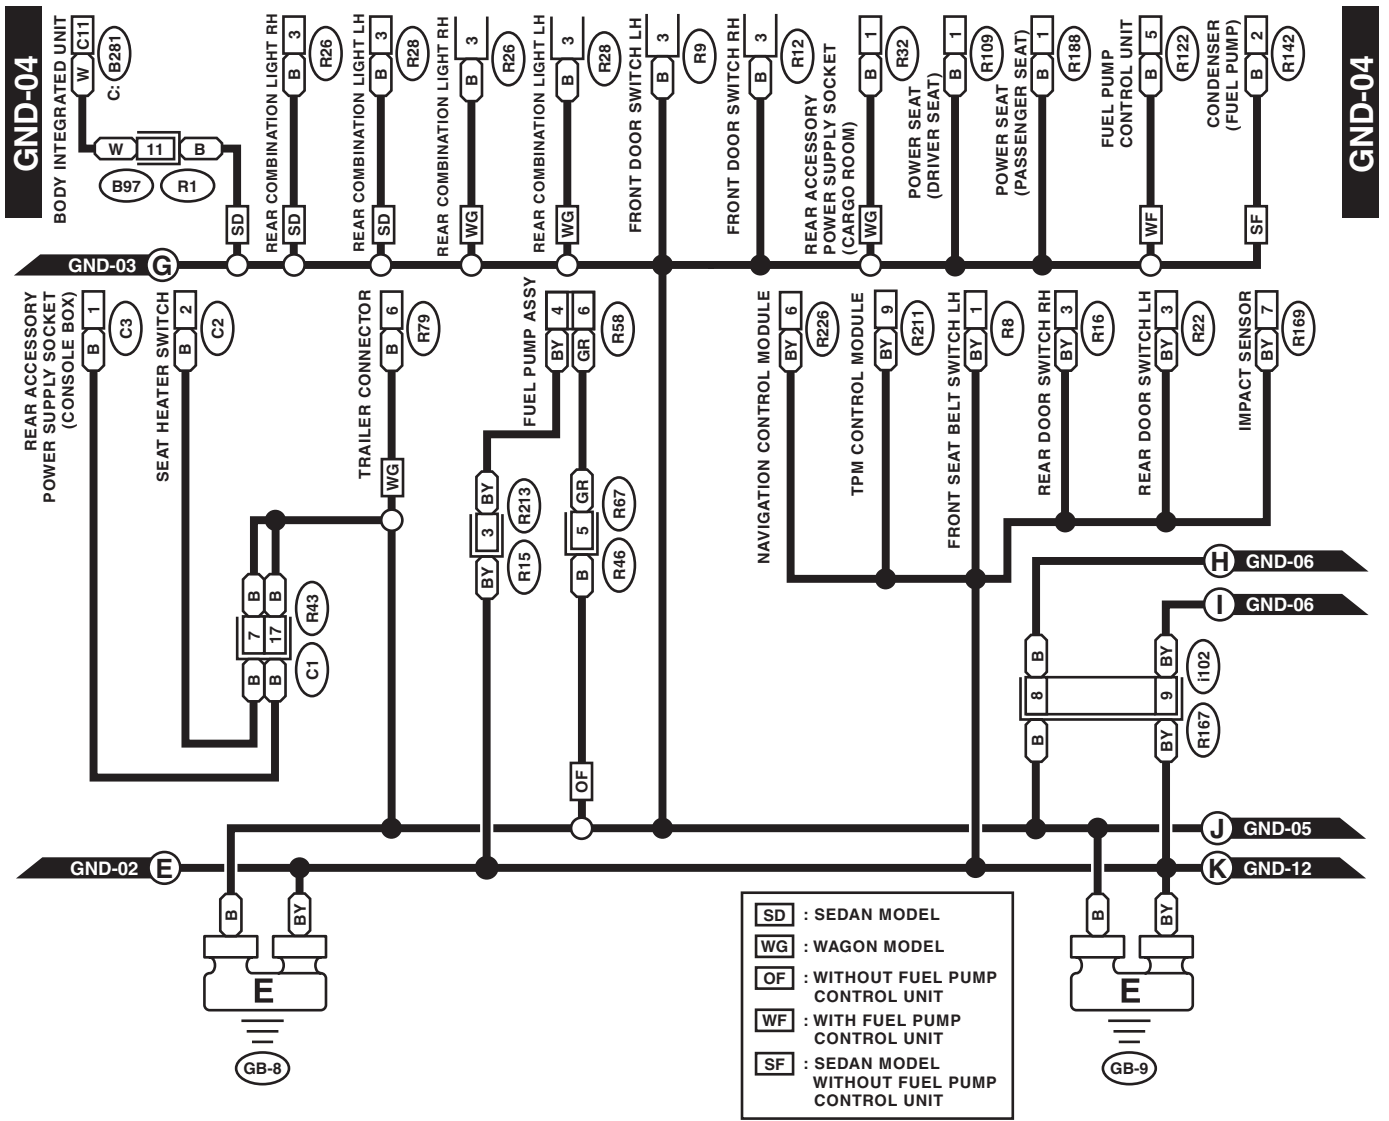 GND-04
GND-04
BODY INTEGRATED UNIT
C11
W
C: B281
W
11
B
B97
R1
SD
REAR COMBINATION LIGHT RH
3
B
R26
SD
REAR COMBINATION LIGHT LH
3
B
R28
SD
REAR COMBINATION LIGHT RH
3
B
R26
WG
REAR COMBINATION LIGHT LH
3
B
R28
WG
FRONT DOOR SWITCH LH
3
B
R9
FRONT DOOR SWITCH RH
3
B
R12
REAR ACCESSORY
POWER SUPPLY SOCKET
(CARGO ROOM)
1
B
R32
WG
POWER SEAT
(DRIVER SEAT)
1
B
R109
POWER SEAT
(PASSENGER SEAT)
1
B
R188
FUEL PUMP
CONTROL UNIT
5
B
R122
WF
CONDENSER
(FUEL PUMP)
2
B
R142
SF
GND-03
G
REAR ACCESSORY
POWER SUPPLY SOCKET
(CONSOLE BOX)
1
B
C3
SEAT HEATER SWITCH
2
B
C2
TRAILER CONNECTOR
6
B
R79
WG
FUEL PUMP ASSY
4
6
BY
GR
R58
BY
3
BY
R213
R15
GR
5
B
R67
R46
OF
B
B
7
17
B
B
R43
C1
NAVIGATION CONTROL MODULE
6
BY
R226
TPM CONTROL MODULE
9
BY
R211
FRONT SEAT BELT SWITCH LH
1
BY
R8
REAR DOOR SWITCH RH
3
BY
R16
REAR DOOR SWITCH LH
3
BY
R22
IMPACT SENSOR
7
BY
R169
H
GND-06
I
GND-06
B
BY
i102
8
9
B
BY
R167
J
GND-05
GND-02
E
K
GND-12
B
BY
E
GB-8
B
BY
E
GB-9
SD : SEDAN MODEL
WG : WAGON MODEL
OF : WITHOUT FUEL PUMP
CONTROL UNIT
WF : WITH FUEL PUMP
CONTROL UNIT
SF : SEDAN MODEL
WITHOUT FUEL PUMP
CONTROL UNIT